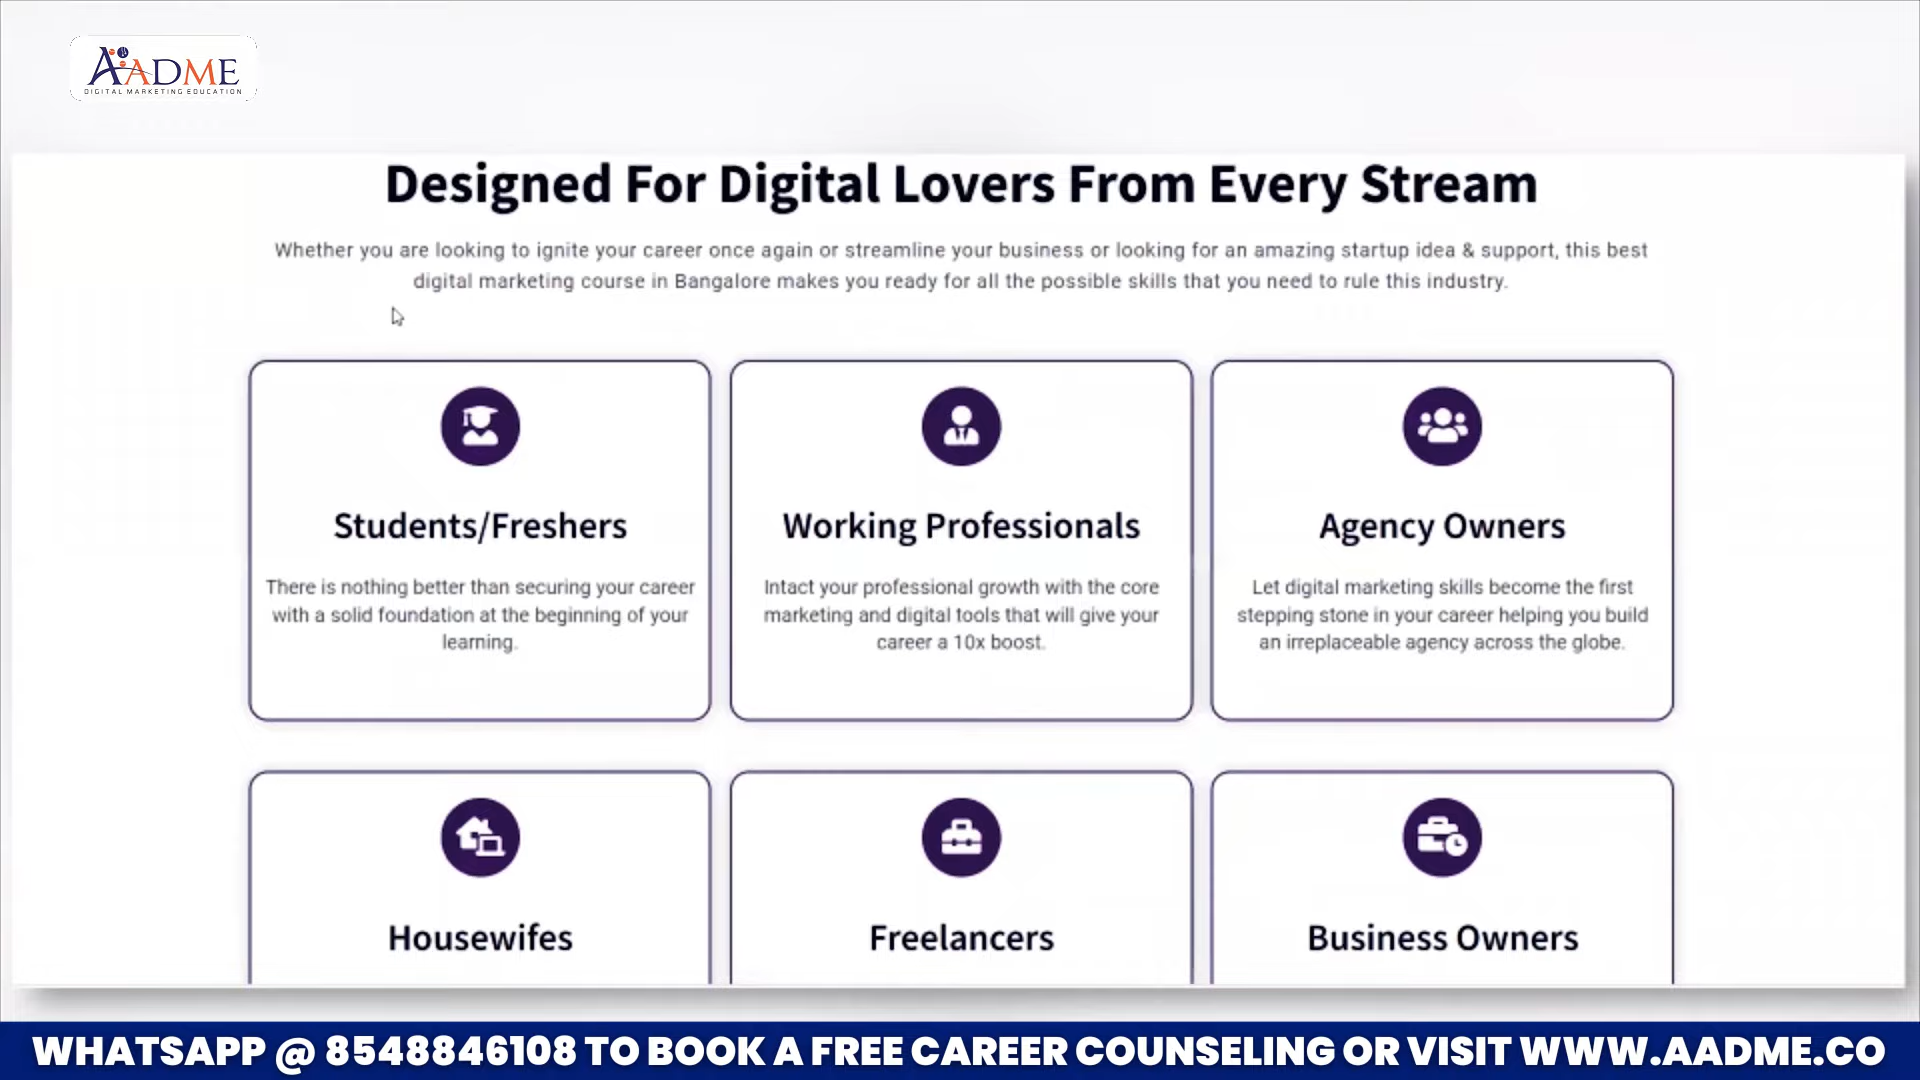 AADME
DIGITAL MARKETING EDUCATION
Designed For Digital Lovers From Every Stream
Whether you are looking to ignite your career once again or streamline your business or looking for an amazing startup idea & support, this best
digital marketing course in Bangalore makes you ready for all the possible skills that you need to rule this industry.
Students/Freshers
There is nothing better than securing your career
with a solid foundation at the beginning of your
learning.
Working Professionals
Intact your professional growth with the core
marketing and digital tools that will give your
career a 10x boost.
Agency Owners
Let digital marketing skills become the first
stepping stone in your career helping you build
an irreplaceable agency across the globe.
Housewifes
Freelancers
Business Owners
WHATSAPP @ 8548846108 TO BOOK A FREE CAREER COUNSELING OR VISIT WWW.AADME.CO